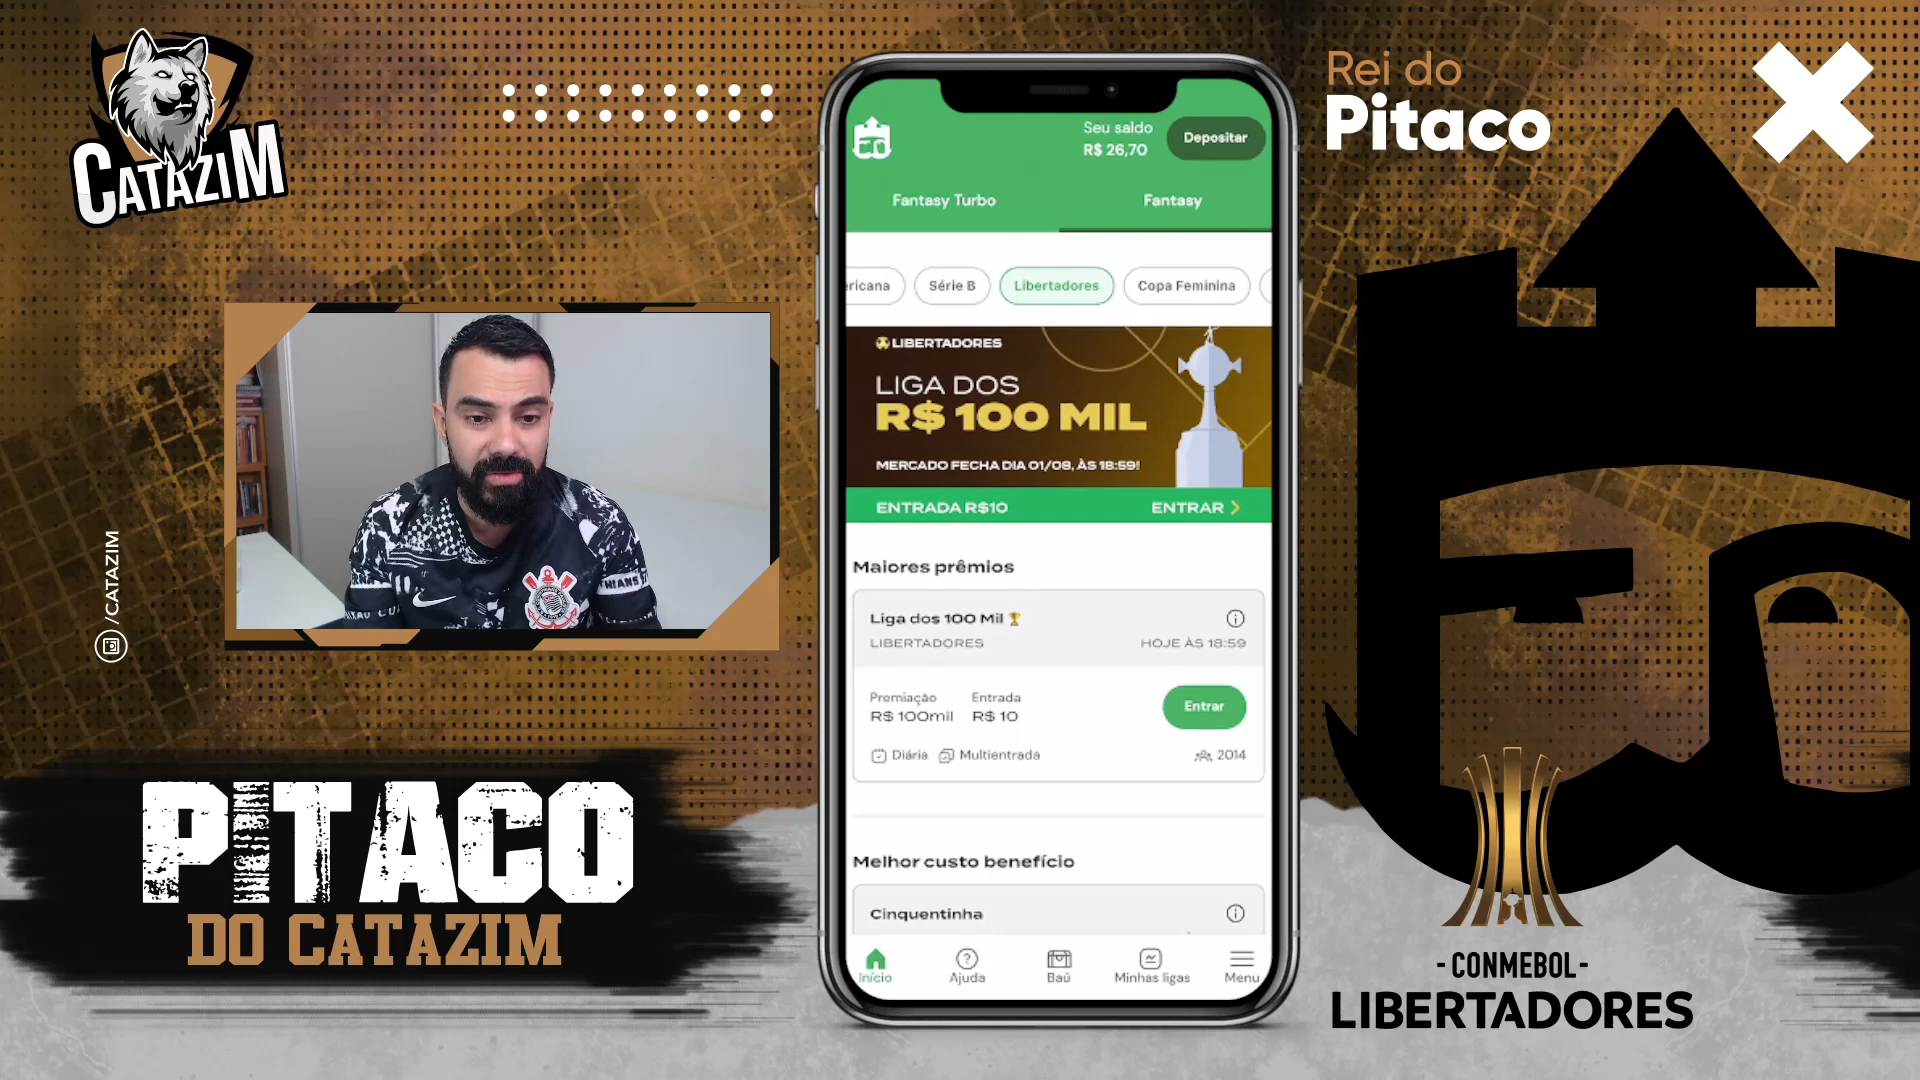 CATAZIM
/CATAZIM
PITACO
DO CATAZIM
Seu saldo
R$ 26,70
Depositar
Fantasy Turbo
Fantasy
ricana
Série B
Libertadores
Copa Feminina
LIBERTADORES
LIGA DOS
R$ 100 MIL
MERCADO FECHA DIA 01/08, ÀS 18:59!
ENTRADA R$10
ENTRAR
Maiores prêmios
Liga dos 100 Mil
LIBERTADORES
HOJE ÀS 18:59
Premiação
Entrada
R$ 100mil
R$ 10
Entrar
Diária
Multientrada
2014
Melhor custo benefício
Cinquentinha
Início
Ajuda
Baú
Minhas ligas
Menu
Rei do
Pitaco
- CONMEBOL -
LIBERTADORES